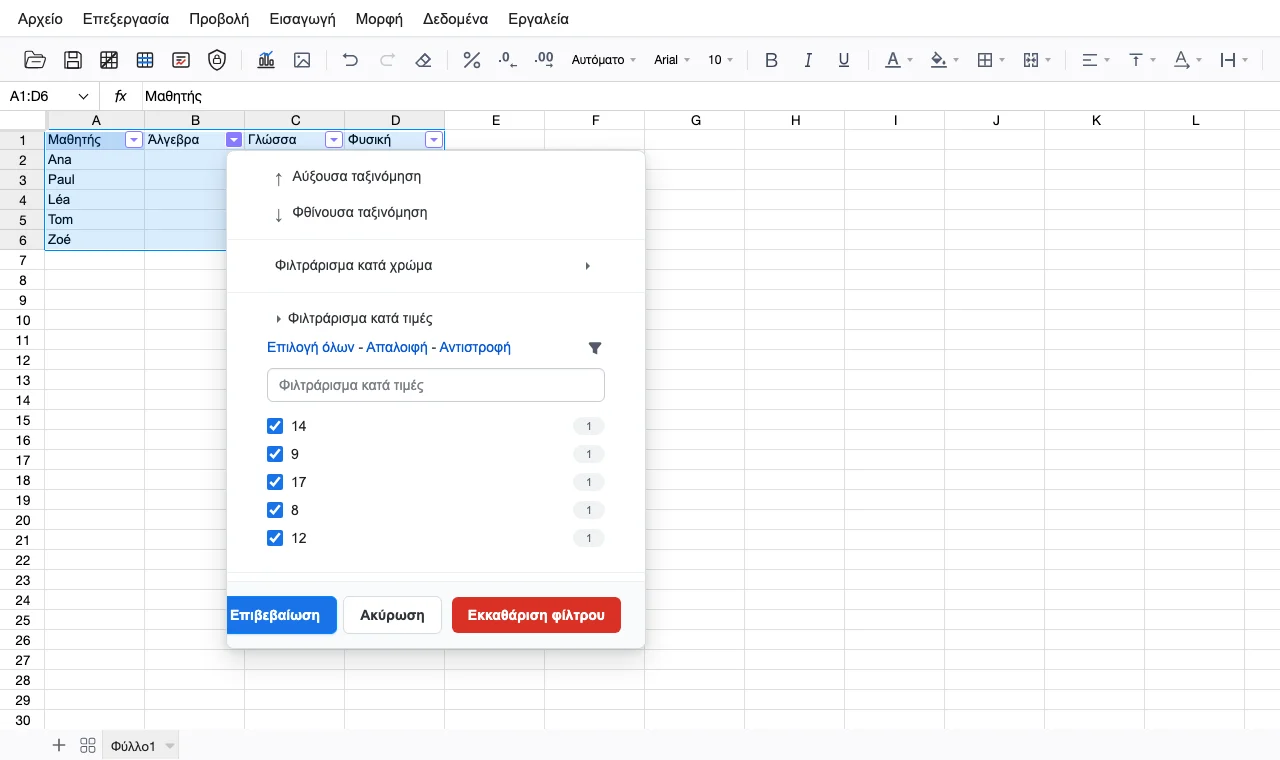 Αρχείο Επεξεργασία Προβολή Εισαγωγή Μορφή Δεδομένα Εργαλεία
% .0 .00 Αυτόματο Arial 10 B I U A A
A1:D6 fx Μαθητής
A B C D E F G H I J K L
1 Μαθητής Άλγεβρα Γλώσσα Φυσική
2 Ana
3 Paul
4 Léa
5 Tom
6 Zoé
7
8
9
10
11
12
13
14
15
16
17
18
19
20
21
22
23
24
25
26
27
28
29
30
↑ Αύξουσα ταξινόμηση
↓ Φθίνουσα ταξινόμηση
Φιλτράρισμα κατά χρώμα
Φιλτράρισμα κατά τιμές
Επιλογή όλων - Απαλοιφή - Αντιστροφή
Φιλτράρισμα κατά τιμές
14 1
9 1
17 1
8 1
12 1
Επιβεβαίωση Ακύρωση Εκκαθάριση φίλτρου
Φύλλο1